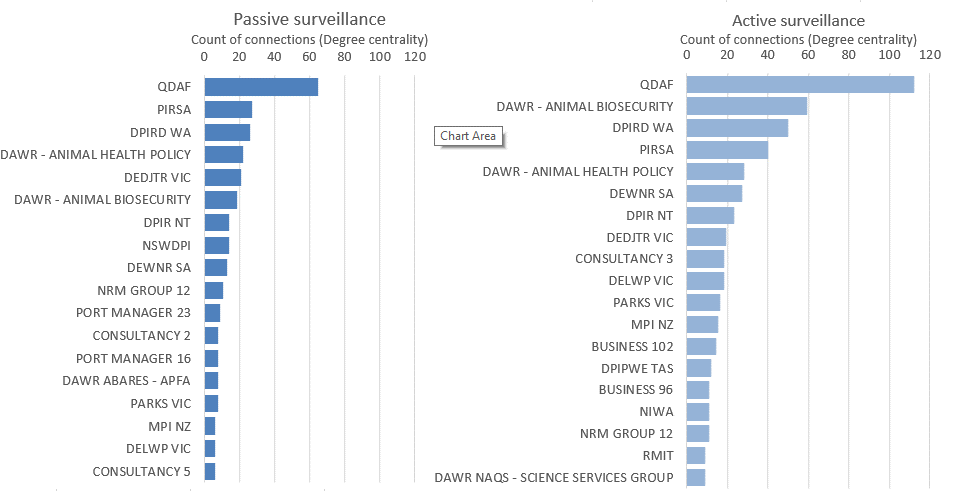 Passive surveillance
Count of connections (Degree centrality)
0 20 40 60 80 100 120
QDAF
PIRSA
DPIRD WA
DAWR - ANIMAL HEALTH POLICY
DEDJTR VIC
DAWR - ANIMAL BIOSECURITY
DPIR NT
NSWDPI
DEWNR SA
NRM GROUP 12
PORT MANAGER 23
CONSULTANCY 2
PORT MANAGER 16
DAWR ABARES - APFA
PARKS VIC
MPI NZ
DELWP VIC
CONSULTANCY 5
Chart Area
Active surveillance
Count of connections (Degree centrality)
0 20 40 60 80 100 120
QDAF
DAWR - ANIMAL BIOSECURITY
DPIRD WA
PIRSA
DAWR - ANIMAL HEALTH POLICY
DEWNR SA
DPIR NT
DEDJTR VIC
CONSULTANCY 3
DELWP VIC
PARKS VIC
MPI NZ
BUSINESS 102
DPIPWE TAS
BUSINESS 96
NIWA
NRM GROUP 12
RMIT
DAWR NAQS - SCIENCE SERVICES GROUP